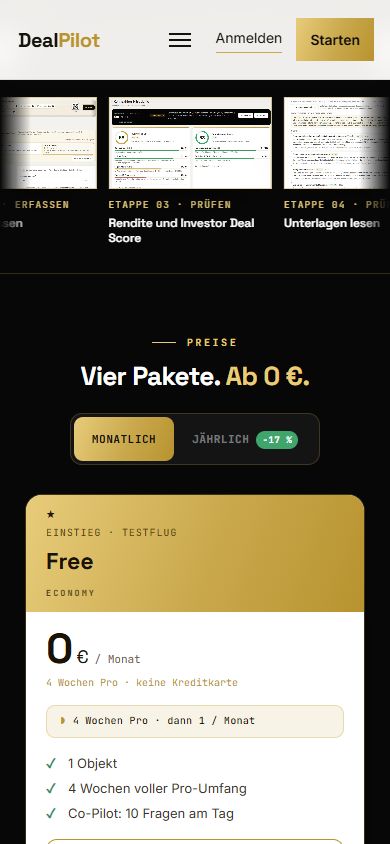 DealPilot
Anmelden
Starten
· ERFASSEN
ETAPPE 03 · PRÜFEN
ETAPPE 04 ·
Rendite und Investor Deal
Score
Unterlagen lesen
PREISE
Vier Pakete. Ab 0 €.
MONATLICH
JÄHRLICH -17 %
★
EINSTIEG · TESTFLUG
Free
ECONOMY
0 € / Monat
4 Wochen Pro · keine Kreditkarte
4 Wochen Pro · dann 1 / Monat
✓ 1 Objekt
✓ 4 Wochen voller Pro-Umfang
✓ Co-Pilot: 10 Fragen am Tag